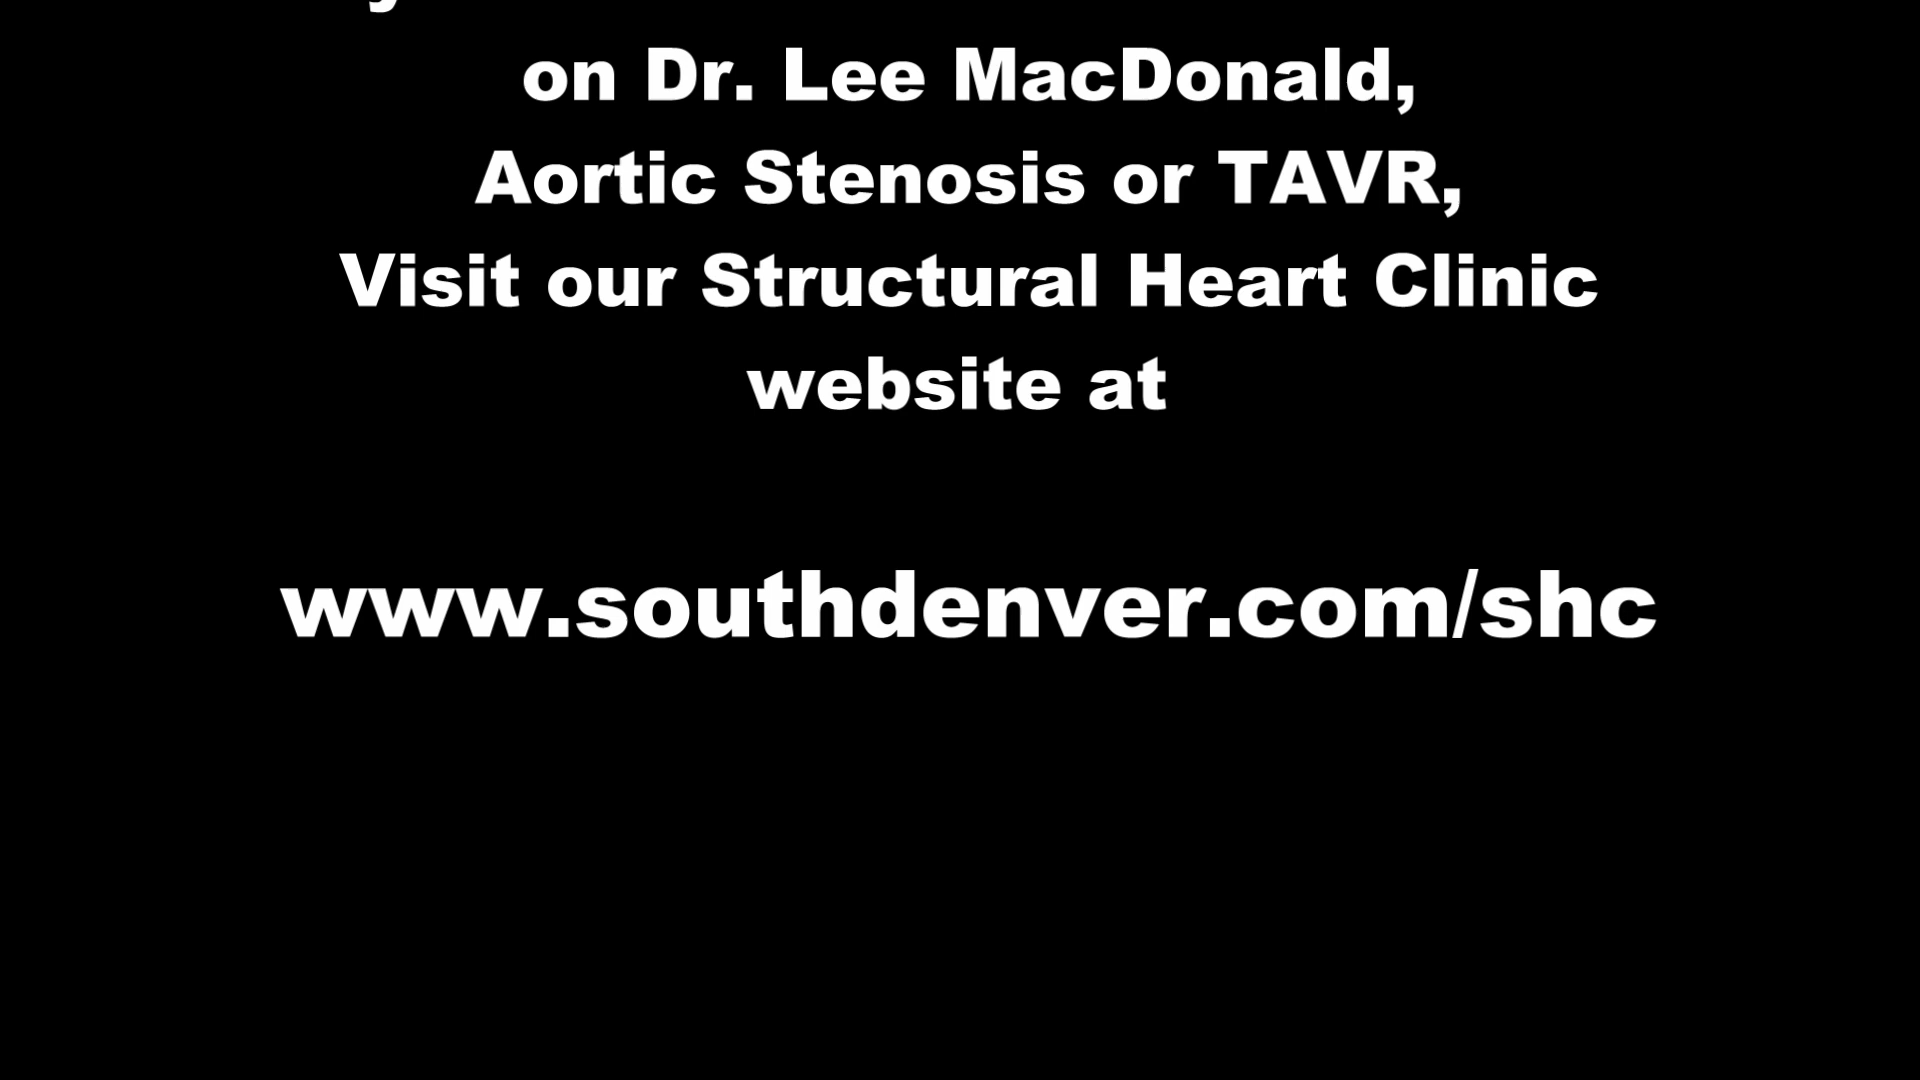 on Dr. Lee MacDonald,
Aortic Stenosis or TAVR,
Visit our Structural Heart Clinic
website at
www.southdenver.com/shc